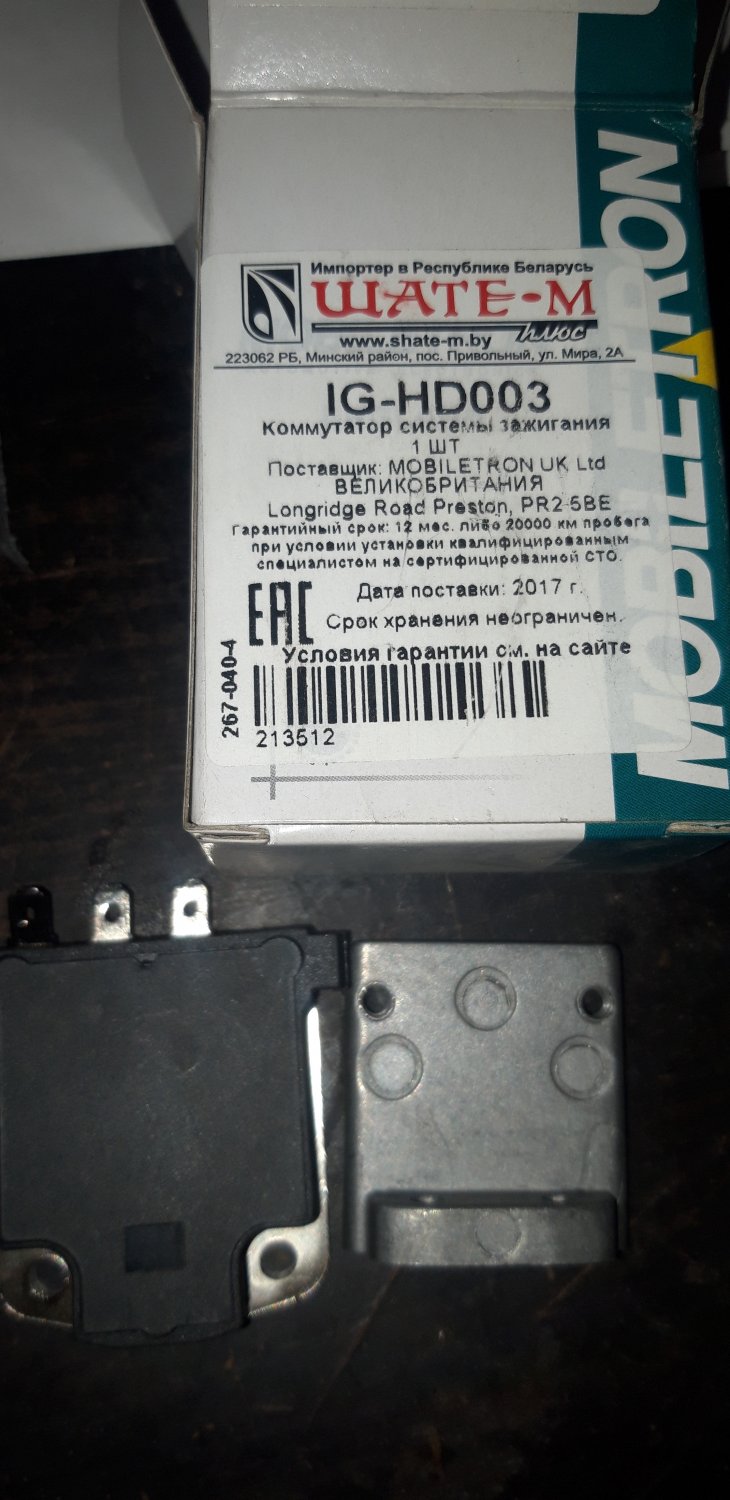 Импортер в Республике Беларусь
ШАТЕ-М
плюс
www.shate-m.by
223062 РБ, Минский район, пос. Привольный, ул. Мира, 2А
IG-HD003
Коммутатор системы зажигания
1 ШТ
Поставщик: MOBILETRON UK Ltd
ВЕЛИКОБРИТАНИЯ
Longridge Road Preston, PR2 5BE
Гарантийный срок: 12 мес. либо 20000 км пробега
при условии установки квалифицированным
специалистом на сертифицированной СТО.
EAC
Дата поставки: 2017 г.
Срок хранения неограничен.
Условия гарантии см. на сайте
267-040-4
213512
MOBILETRON